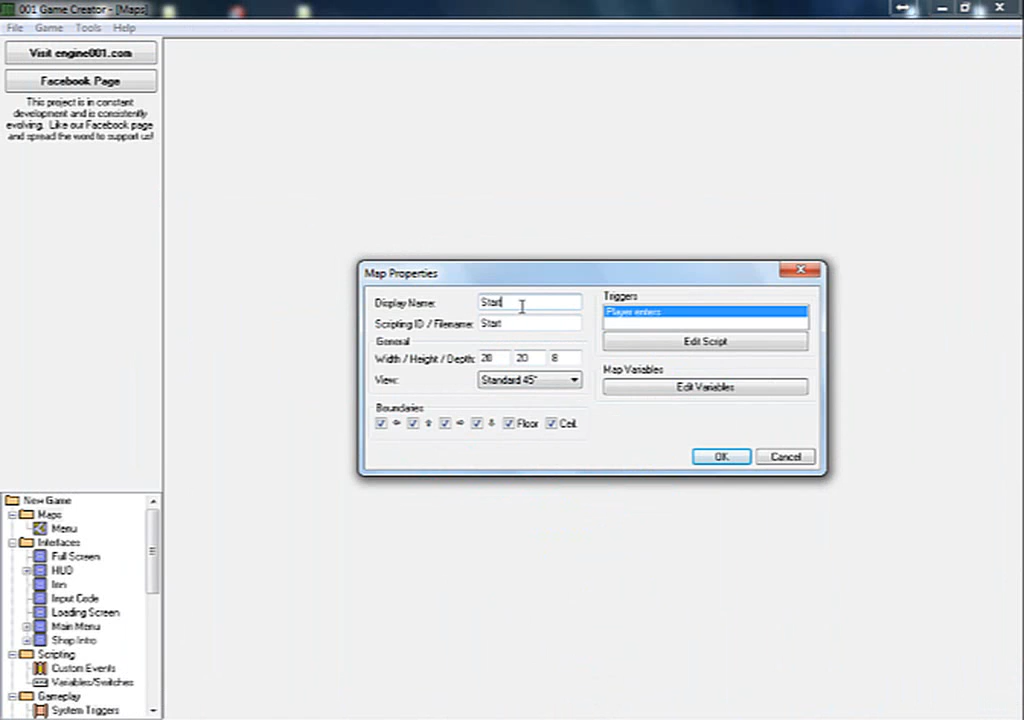 001 Game Creator - [Maps]
File Game Tools Help
Visit engine001.com
Facebook Page
This project is in constant
development and is consistently
evolving. Like our Facebook page
and spread the word to support us!
Map Properties
Display Name: Start
Scripting ID / Filename: Start
General
Width / Height / Depth: 20 20 8
View: Standard 45°
Boundaries
Floor Ceil.
Triggers
Player enters
Edit Script
Map Variables
Edit Variables
OK Cancel
New Game
Maps
Menu
Interfaces
Full Screen
HUD
Inn
Input Code
Loading Screen
Main Menu
Shop Intro
Scripting
Custom Events
Variables/Switches
Gameplay
System Triggers